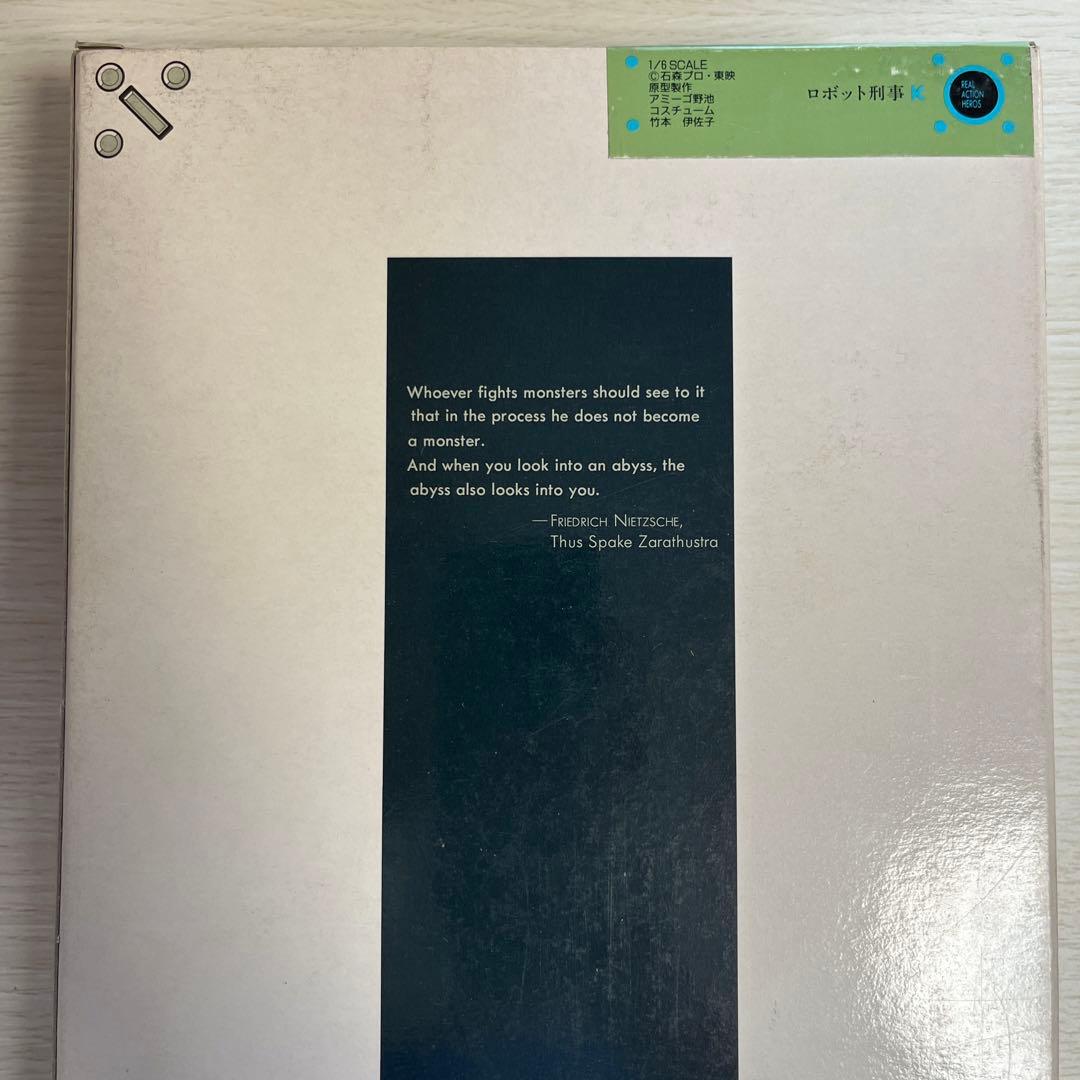 1/6 SCALE
©石森プロ・東映
原型製作
アミーゴ野池
コスチューム
竹本 伊佐子
ロボット刑事 K
REAL
ACTION
HEROS
Whoever fights monsters should see to it
that in the process he does not become
a monster.
And when you look into an abyss, the
abyss also looks into you.
—FRIEDRICH NIETZSCHE,
Thus Spake Zarathustra